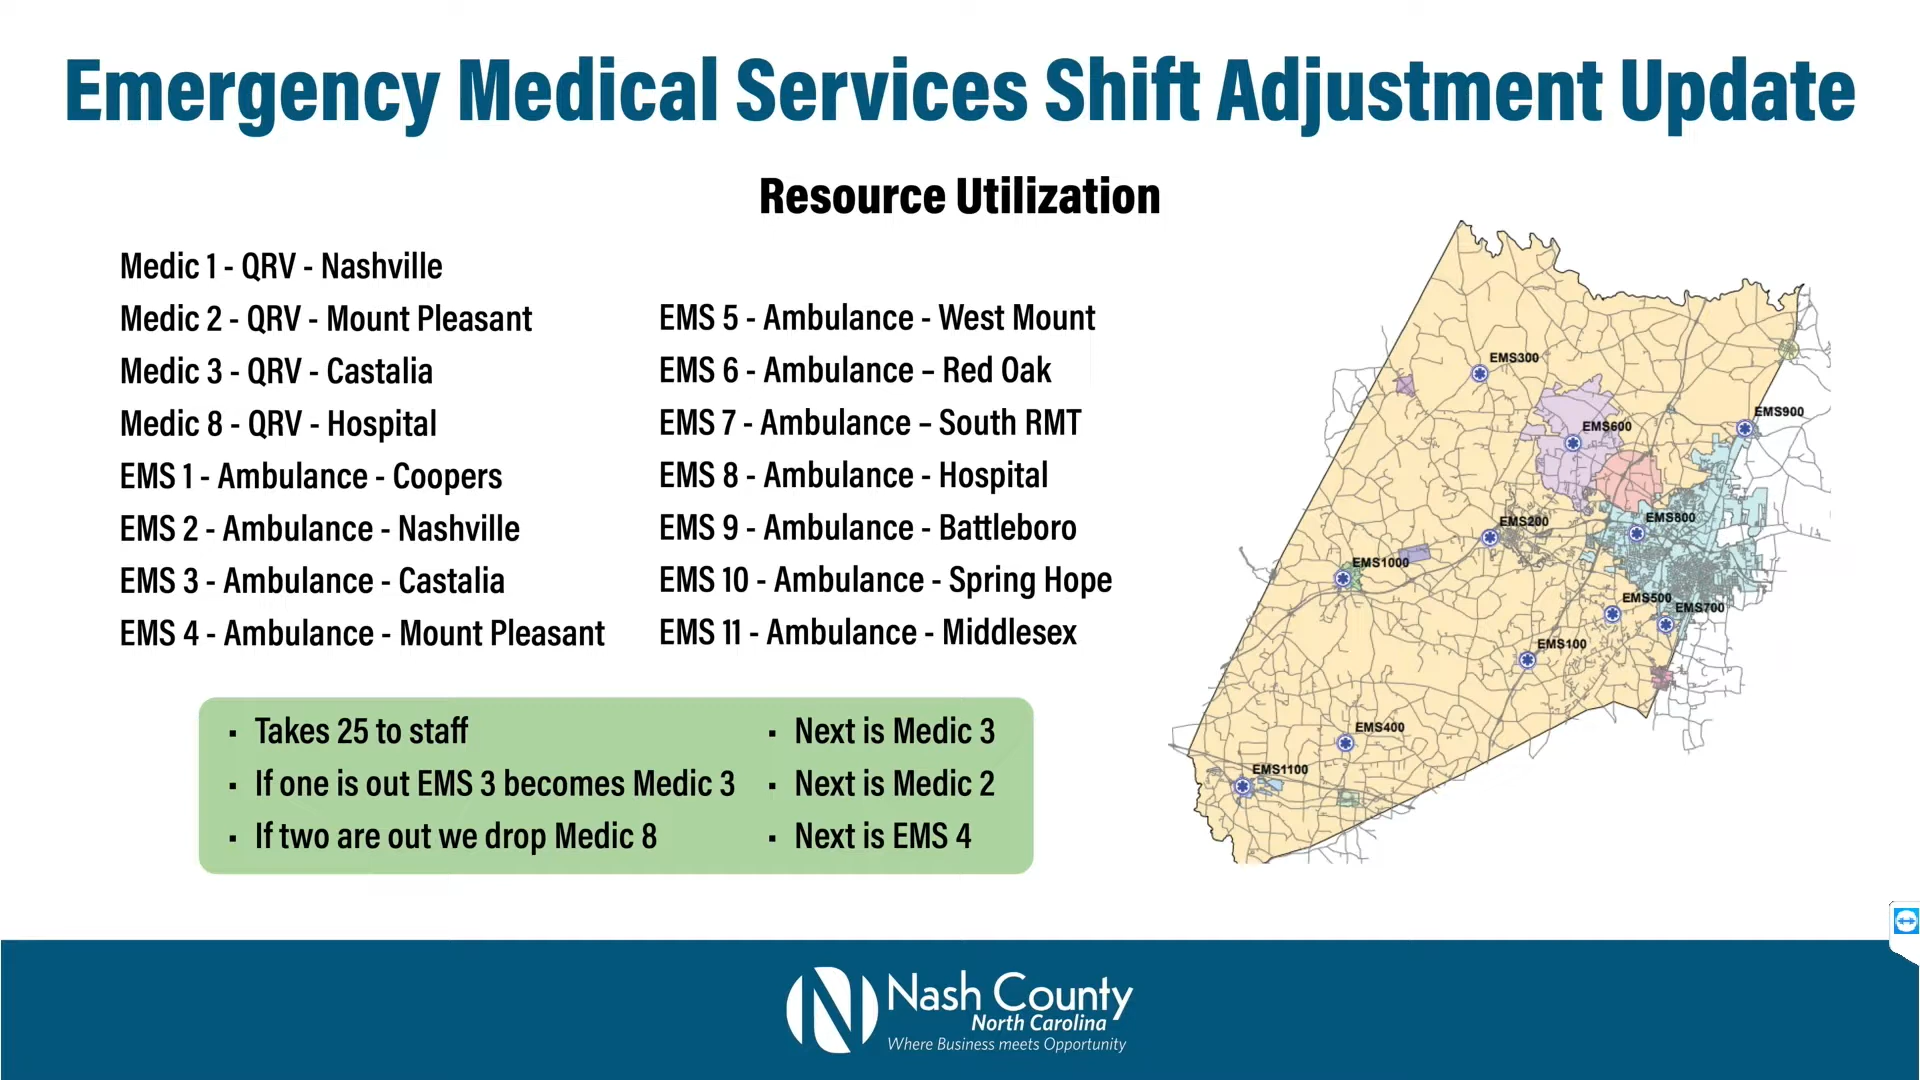 Emergency Medical Services Shift Adjustment Update
Resource Utilization
Medic 1 - QRV - Nashville
Medic 2 - QRV - Mount Pleasant
Medic 3 - QRV - Castalia
Medic 8 - QRV - Hospital
EMS 1 - Ambulance - Coopers
EMS 2 - Ambulance - Nashville
EMS 3 - Ambulance - Castalia
EMS 4 - Ambulance - Mount Pleasant
EMS 5 - Ambulance - West Mount
EMS 6 - Ambulance – Red Oak
EMS 7 - Ambulance – South RMT
EMS 8 - Ambulance - Hospital
EMS 9 - Ambulance - Battleboro
EMS 10 - Ambulance - Spring Hope
EMS 11 - Ambulance - Middlesex
▪ Takes 25 to staff
▪ If one is out EMS 3 becomes Medic 3
▪ If two are out we drop Medic 8
▪ Next is Medic 3
▪ Next is Medic 2
▪ Next is EMS 4
EMS300
EMS900
EMS600
EMS200
EMS800
EMS1000
EMS500
EMS700
EMS100
EMS400
EMS1100
Nash County
North Carolina
Where Business meets Opportunity